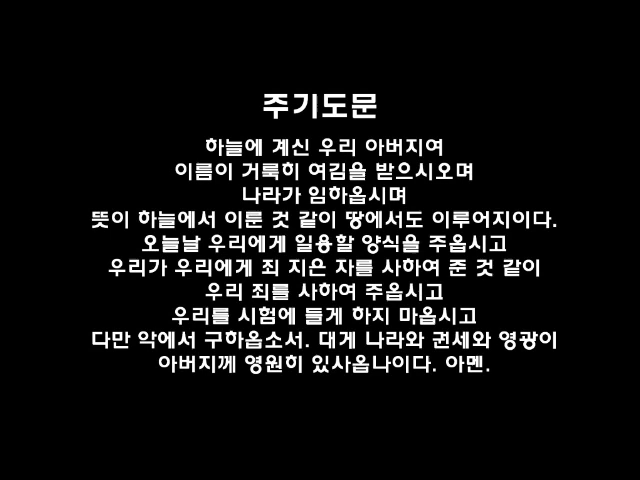 주기도문
하늘에 계신 우리 아버지여
이름이 거룩히 여김을 받으시오며
나라가 임하옵시며
뜻이 하늘에서 이룬 것 같이 땅에서도 이루어지이다.
오늘날 우리에게 일용할 양식을 주옵시고
우리가 우리에게 죄 지은 자를 사하여 준 것 같이
우리 죄를 사하여 주옵시고
우리를 시험에 들게 하지 마옵시고
다만 악에서 구하옵소서. 대게 나라와 권세와 영광이
아버지께 영원히 있사옵나이다. 아멘.